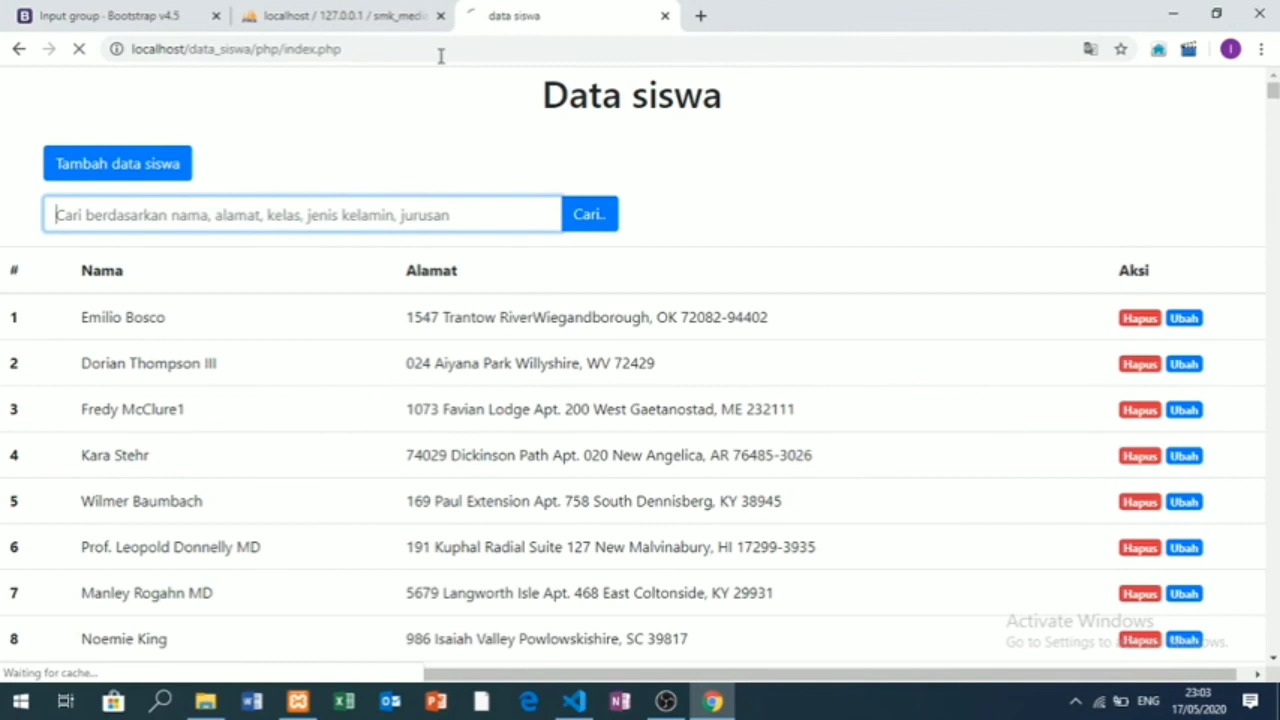 Input group · Bootstrap v4.5
localhost / 127.0.0.1 / smk_medi
data siswa
localhost/data_siswa/php/index.php
Data siswa
Tambah data siswa
Cari berdasarkan nama, alamat, kelas, jenis kelamin, jurusan
Cari..
# Nama Alamat Aksi
1 Emilio Bosco 1547 Trantow RiverWiegandborough, OK 72082-94402 Hapus Ubah
2 Dorian Thompson III 024 Aiyana Park Willyshire, WV 72429 Hapus Ubah
3 Fredy McClure1 1073 Favian Lodge Apt. 200 West Gaetanostad, ME 232111 Hapus Ubah
4 Kara Stehr 74029 Dickinson Path Apt. 020 New Angelica, AR 76485-3026 Hapus Ubah
5 Wilmer Baumbach 169 Paul Extension Apt. 758 South Dennisberg, KY 38945 Hapus Ubah
6 Prof. Leopold Donnelly MD 191 Kuphal Radial Suite 127 New Malvinabury, HI 17299-3935 Hapus Ubah
7 Manley Rogahn MD 5679 Langworth Isle Apt. 468 East Coltonside, KY 29931 Hapus Ubah
8 Noemie King 986 Isaiah Valley Powlowskishire, SC 39817 Hapus Ubah
Activate Windows
Go to Settings to
Waiting for cache...
ENG
23:03
17/05/2020